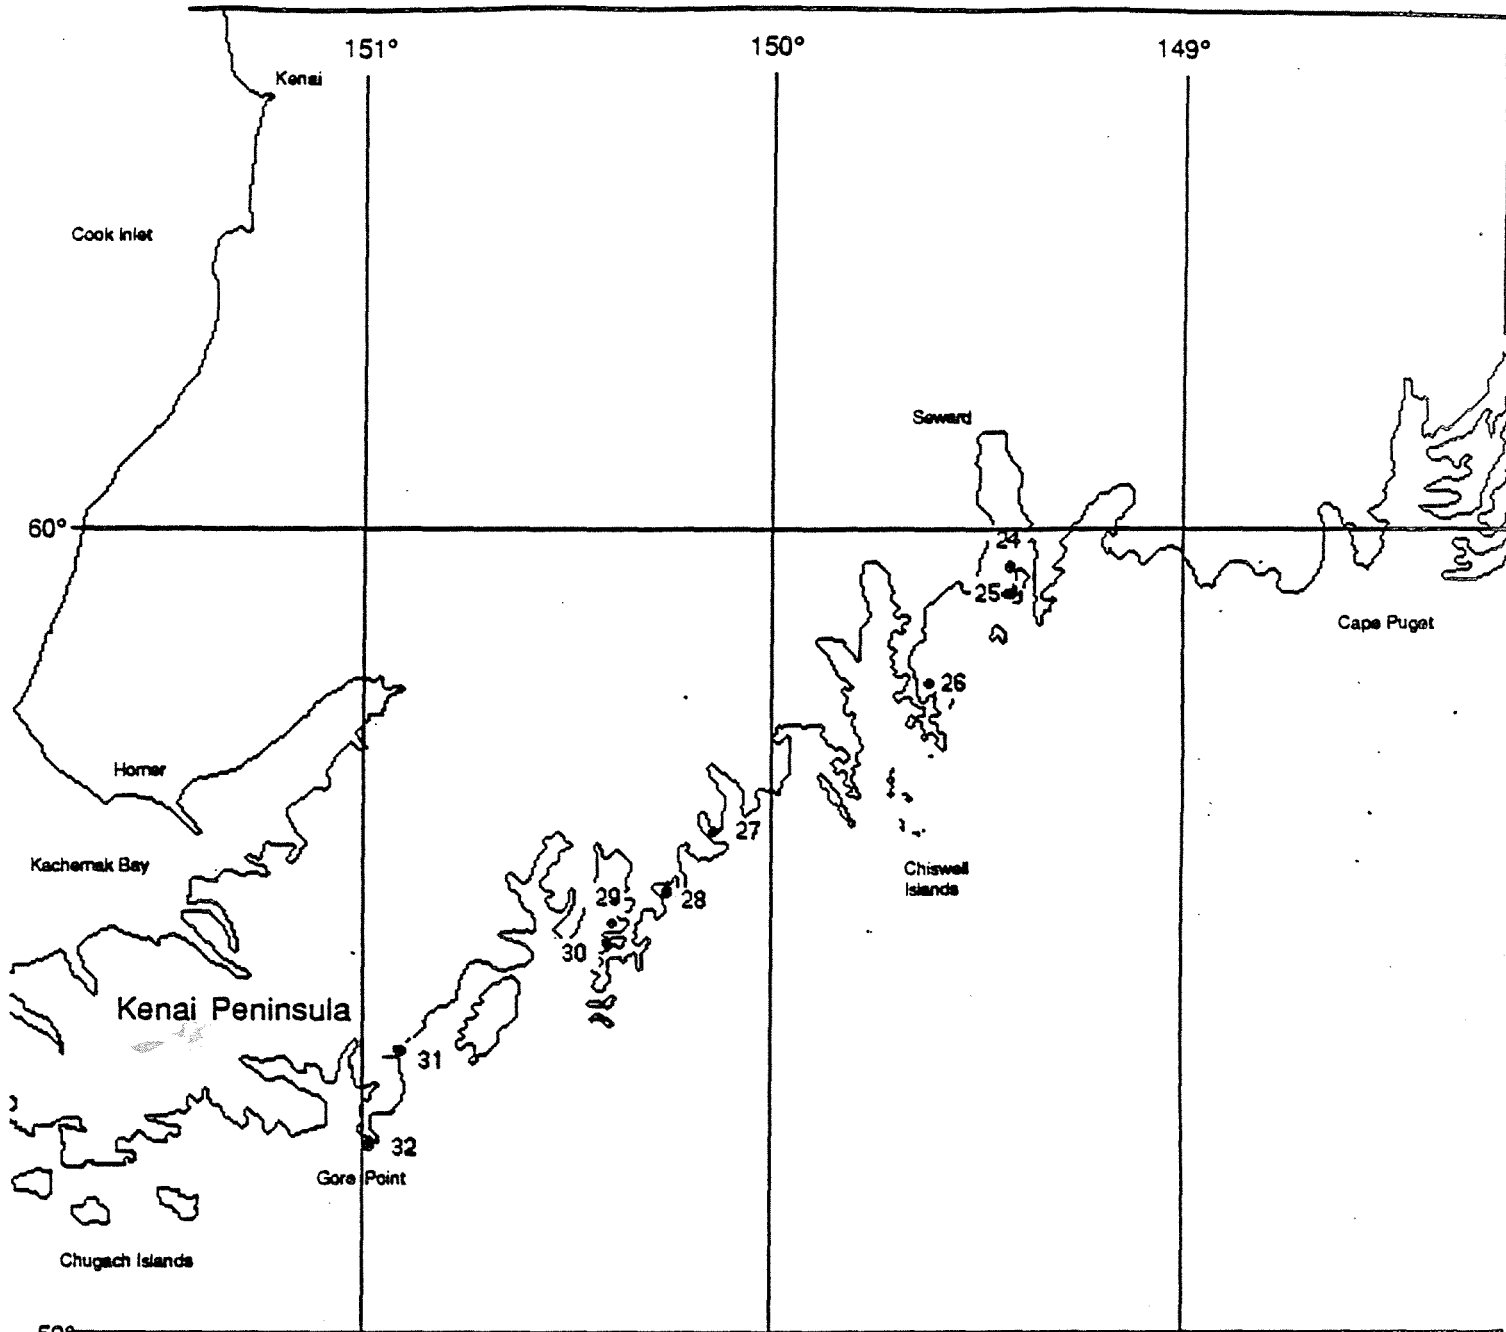 151°
150°
149°
Kenai
Cook Inlet
Seward
60°
24
25
Cape Puget
26
Homer
27
Kachemak Bay
Chiswell
Islands
29
28
30
Kenai Peninsula
31
32
Gore Point
Chugach Islands